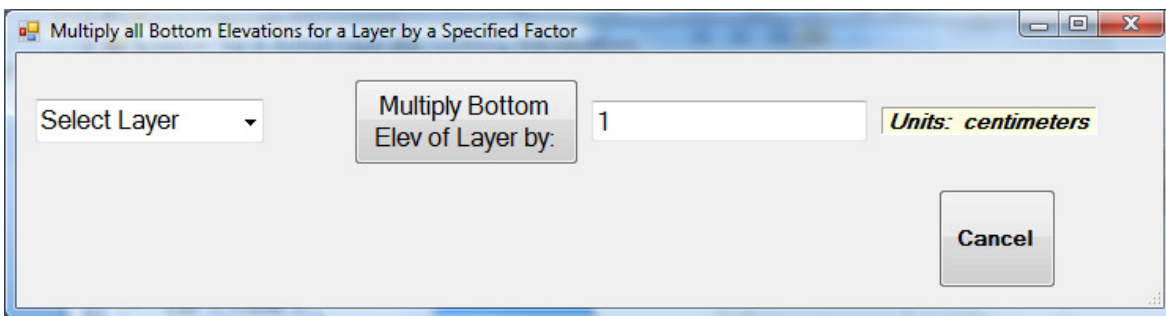 Multiply all Bottom Elevations for a Layer by a Specified Factor
Select Layer
Multiply Bottom
Elev of Layer by:
1
Units:  centimeters
Cancel